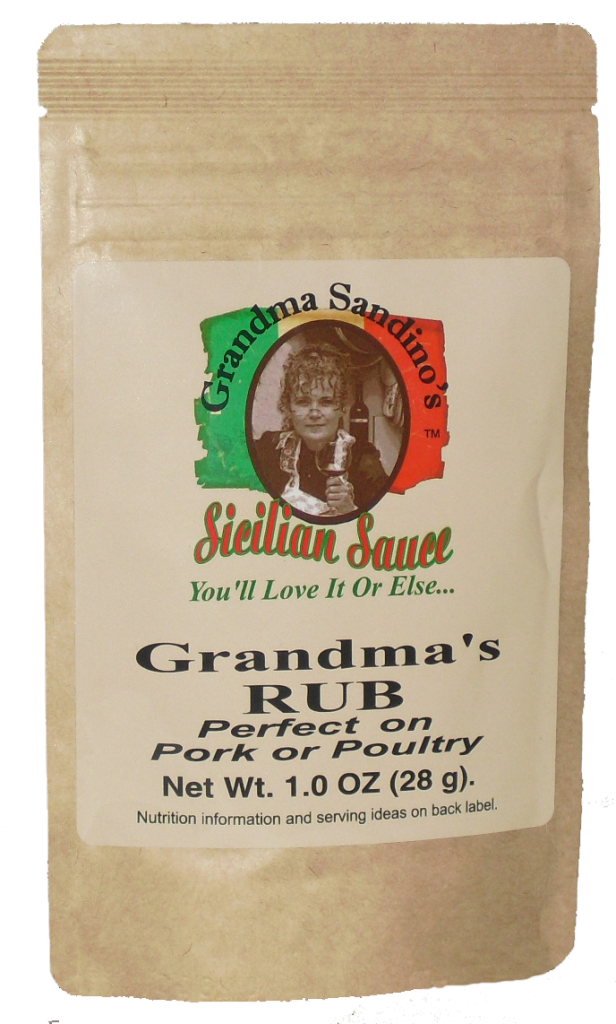 Grandma Sandino's
TM
Sicilian Sauce
You'll Love It Or Else...
Grandma's
RUB
Perfect on
Pork or Poultry
Net Wt. 1.0 OZ (28 g).
Nutrition information and serving ideas on back label.